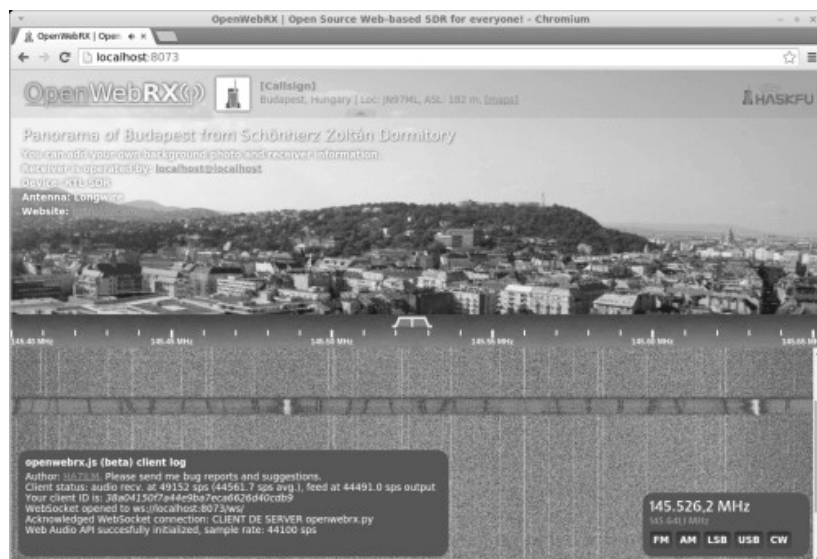 OpenWebRX | Open Source Web-based SDR for everyone! - Chromium
OpenWebRX | Open
localhost:8073
OpenWebRX
[Callsign]
Budapest, Hungary | Loc: JN97ML, ASL: 182 m, [maps]
HASKFU
Panorama of Budapest from Schönherz Zoltán Dormitory
You can add your own background photo and receiver information.
Receiver is operated by: localhost@localhost
Device: RTL-SDR
Antenna: Longwire
Website:
145.40 MHz 145.45 MHz 145.50 MHz 145.55 MHz 145.60 MHz 145.65 MHz
openwebrx.js (beta) client log
Author: HA7ILM. Please send me bug reports and suggestions.
Client status: audio recv. at 49152 sps (44561.7 sps avg.), feed at 44491.0 sps output
Your client ID is: 38a04150f7a44e9ba7eca6626d40cdb9
WebSocket opened to ws://localhost:8073/ws/
Acknowledged WebSocket connection: CLIENT DE SERVER openwebrx.py
Web Audio API succesfully initialized, sample rate: 44100 sps
145.526,2 MHz
145.641,1 MHz
FM AM LSB USB CW